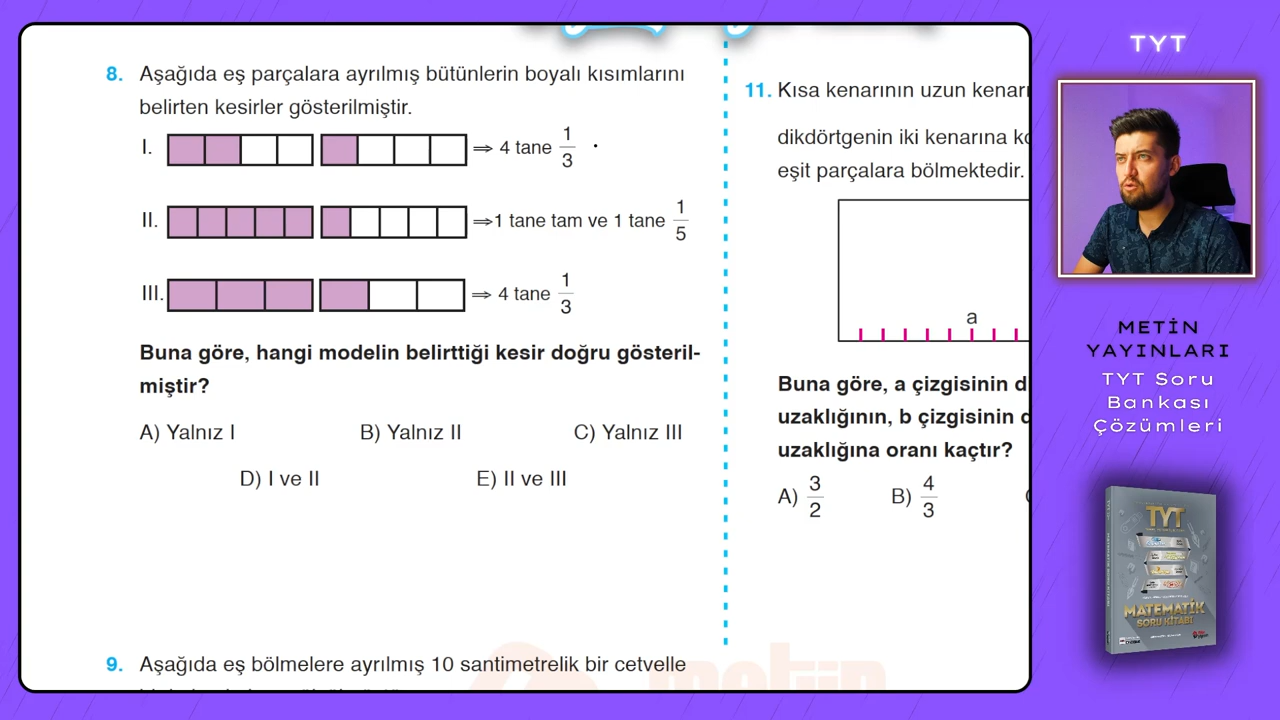 8. Aşağıda eş parçalara ayrılmış bütünlerin boyalı kısımlarını
belirten kesirler gösterilmiştir.
I. ⇒ 4 tane 1/3
II. ⇒1 tane tam ve 1 tane 1/5
III. ⇒ 4 tane 1/3
Buna göre, hangi modelin belirttiği kesir doğru gösteril-
miştir?
A) Yalnız I B) Yalnız II C) Yalnız III
D) I ve II E) II ve III
9. Aşağıda eş bölmelere ayrılmış 10 santimetrelik bir cetvelle
metin
11. Kısa kenarının uzun
dikdörtgenin iki kenarına
eşit parçalara bölmektedir.
a
Buna göre, a çizgisinin
uzaklığının, b çizgisinin
uzaklığına oranı kaçtır?
A) 3/2 B) 4/3
TYT
METİN
YAYINLARI
TYT Soru
Bankası
Çözümleri
TYT
MATEMATİK
SORU KİTABI